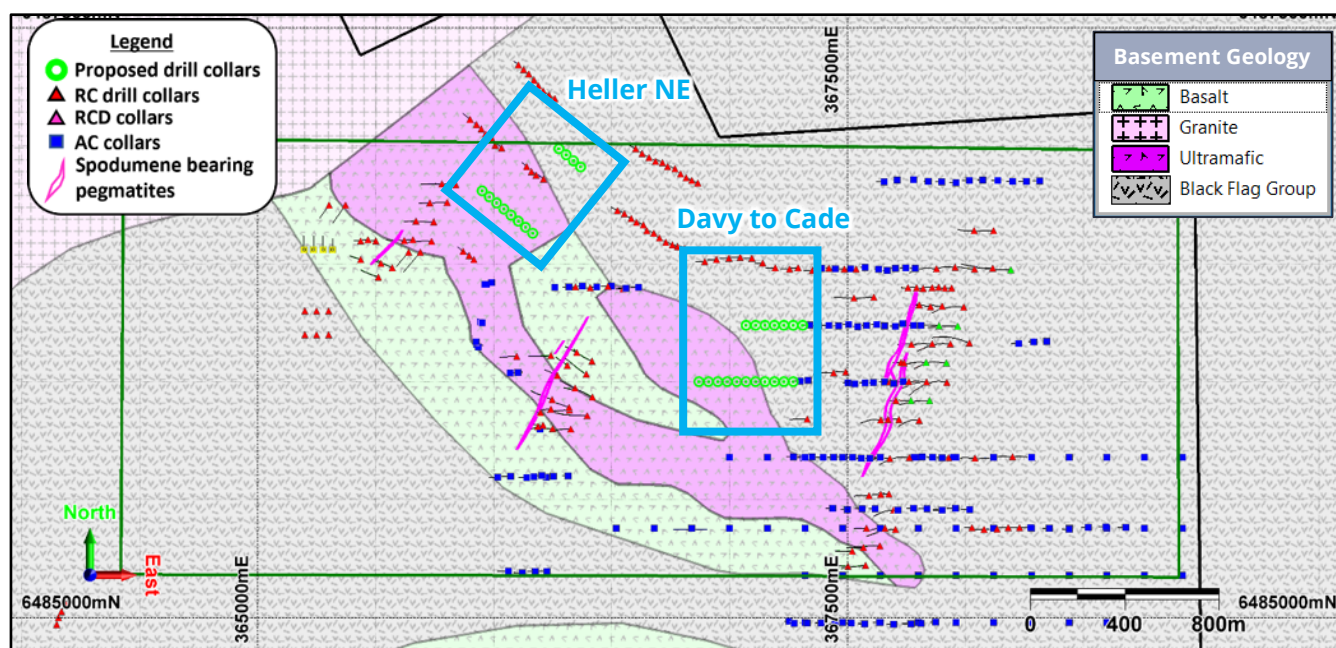 Legend
Proposed drill collars
RC drill collars
RCD collars
AC collars
Spodumene bearing
pegmatites
Heller NE
Davy to Cade
367500mE
Basement Geology
Basalt
Granite
Ultramafic
Black Flag Group
North
East
6485000mN
365000mE
367500mE
6485000mN
0 400 800m